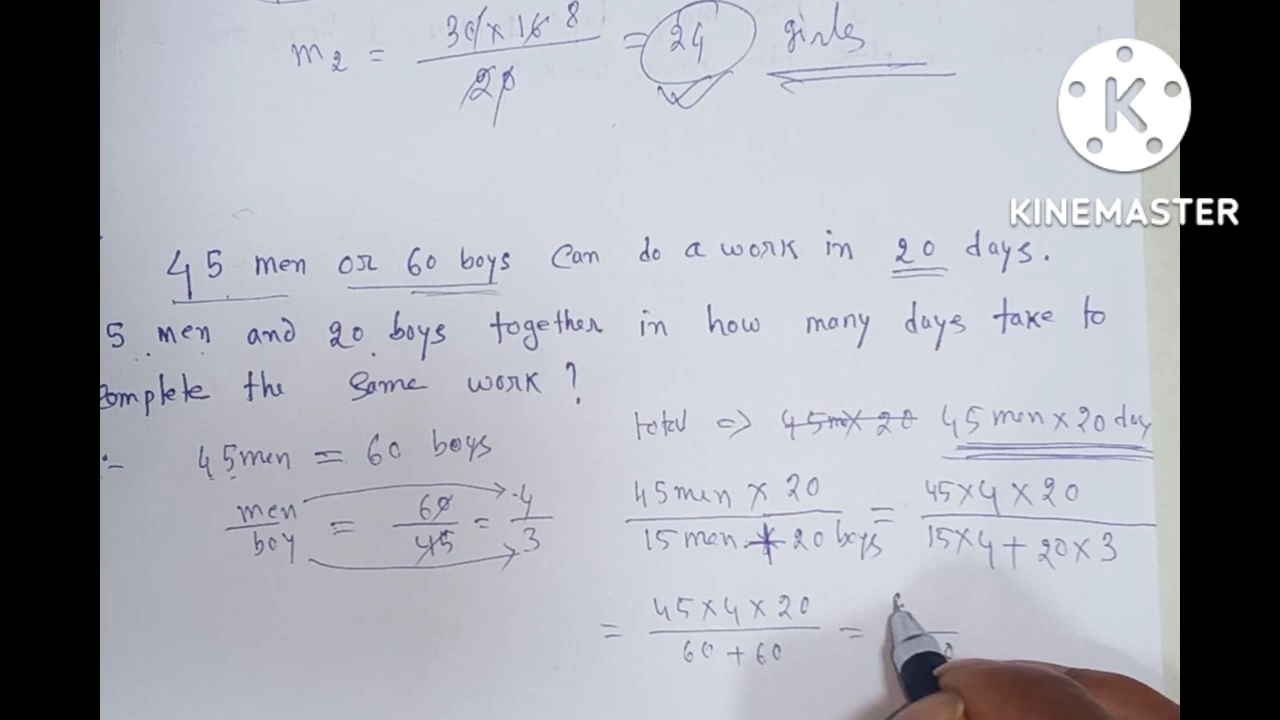 m2 = 30 x 16 8 / 20 = 24 girls
KINEMASTER
45 men or 60 boys can do a work in 20 days.
5 men and 20 boys together in how many days take to
complete the same work ?
total => 45m x 20 45 men x 20 day
:- 45men = 60 boys
men / boy = 60 / 45 = 4 / 3
45 men x 20 / 15 men + 20 boys = 45 x 4 x 20 / 15 x 4 + 20 x 3
= 45 x 4 x 20 / 60 + 60 =